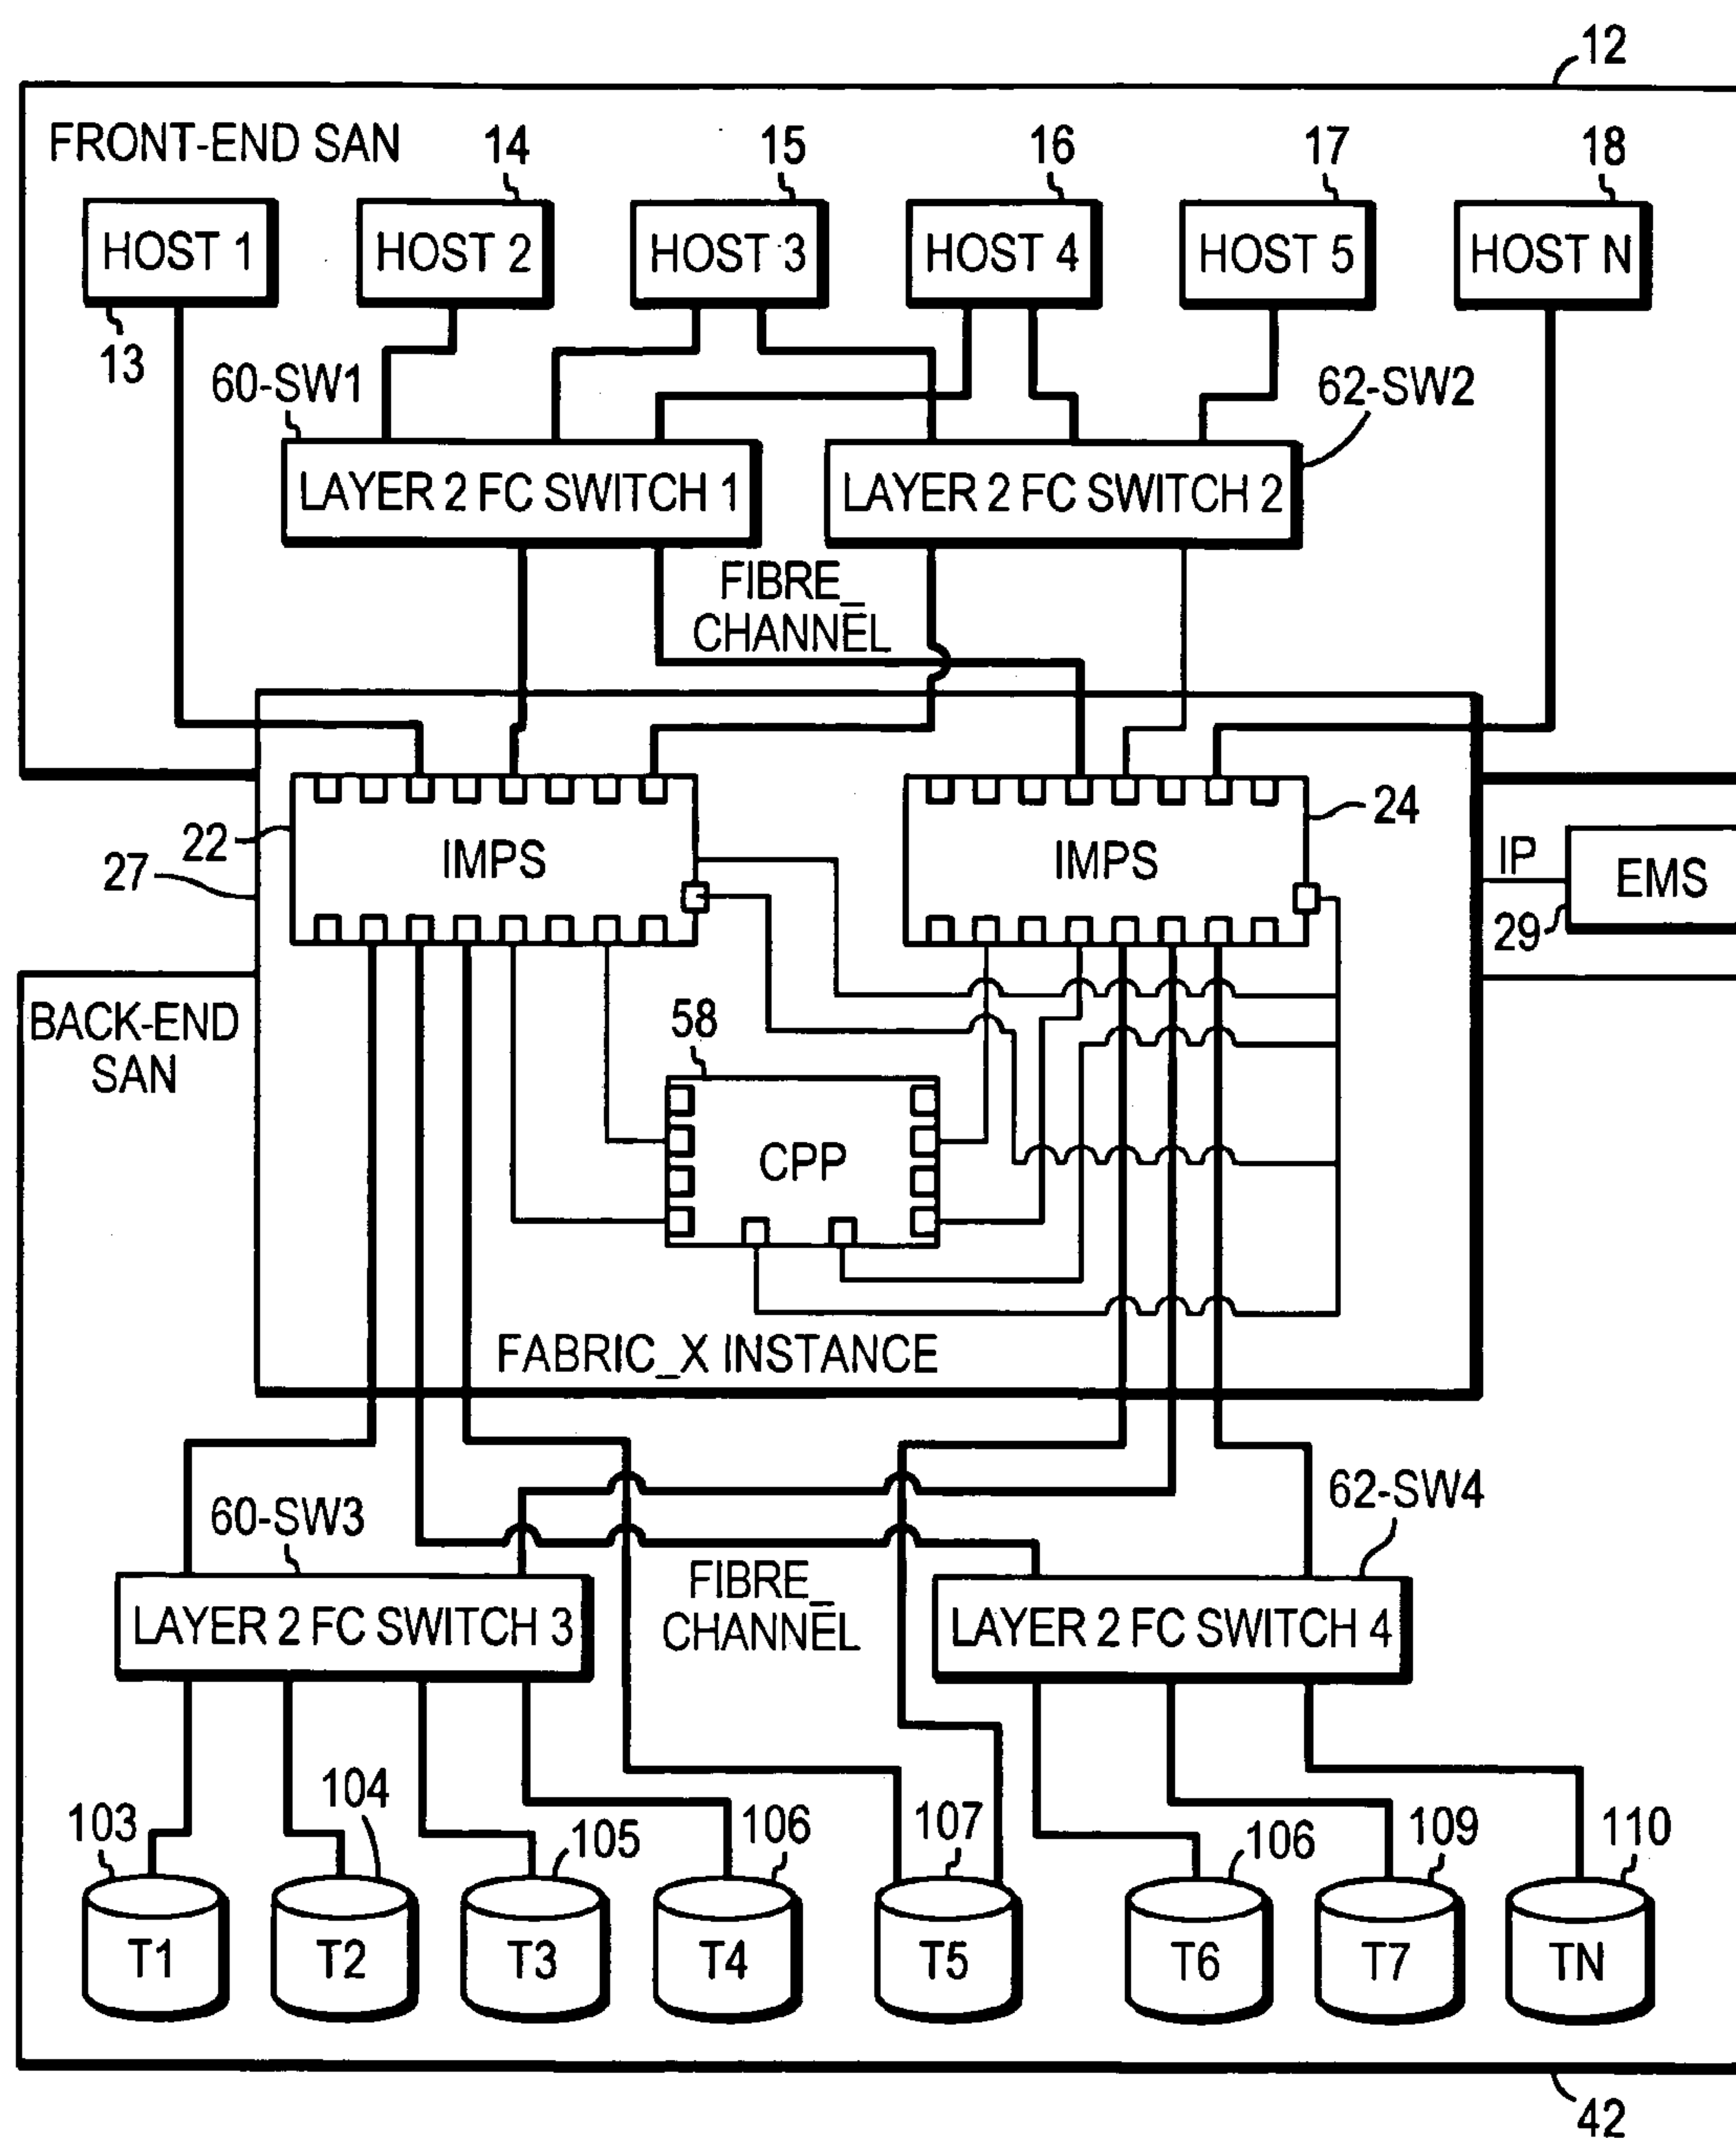 12
FRONT-END SAN
14
15
16
17
18
HOST 1
HOST 2
HOST 3
HOST 4
HOST 5
HOST N
13
60-SW1
62-SW2
LAYER 2 FC SWITCH 1
LAYER 2 FC SWITCH 2
FIBRE_
CHANNEL
22
27
IMPS
IMPS
24
IP
EMS
29
BACK-END
SAN
58
CPP
FABRIC_X INSTANCE
60-SW3
62-SW4
FIBRE_
CHANNEL
LAYER 2 FC SWITCH 3
LAYER 2 FC SWITCH 4
103
104
105
106
107
106
109
110
T1
T2
T3
T4
T5
T6
T7
TN
42